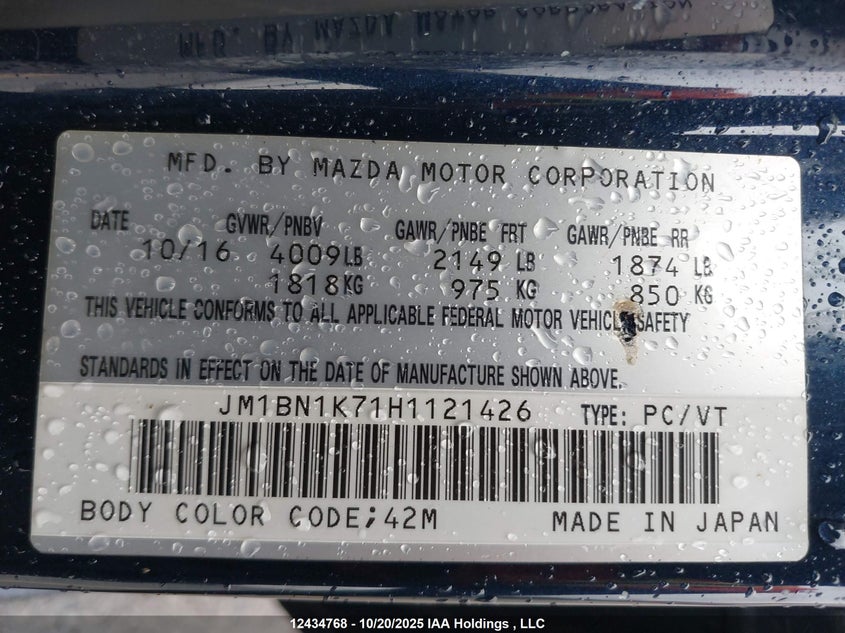 MFD. BY MAZDA MOTOR CORPORATION
DATE GVWR/PNBV GAWR/PNBE FRT GAWR/PNBE RR
10/16 4009LB 2149 LB 1874 LB
1818KG 975 KG 850 KG
THIS VEHICLE CONFORMS TO ALL APPLICABLE FEDERAL MOTOR VEHICLE SAFETY
STANDARDS IN EFFECT ON THE DATE OF MANUFACTURE SHOWN ABOVE.
JM1BN1K71H1121426 TYPE: PC/VT
BODY COLOR CODE;42M MADE IN JAPAN
12434768 - 10/20/2025 IAA Holdings , LLC